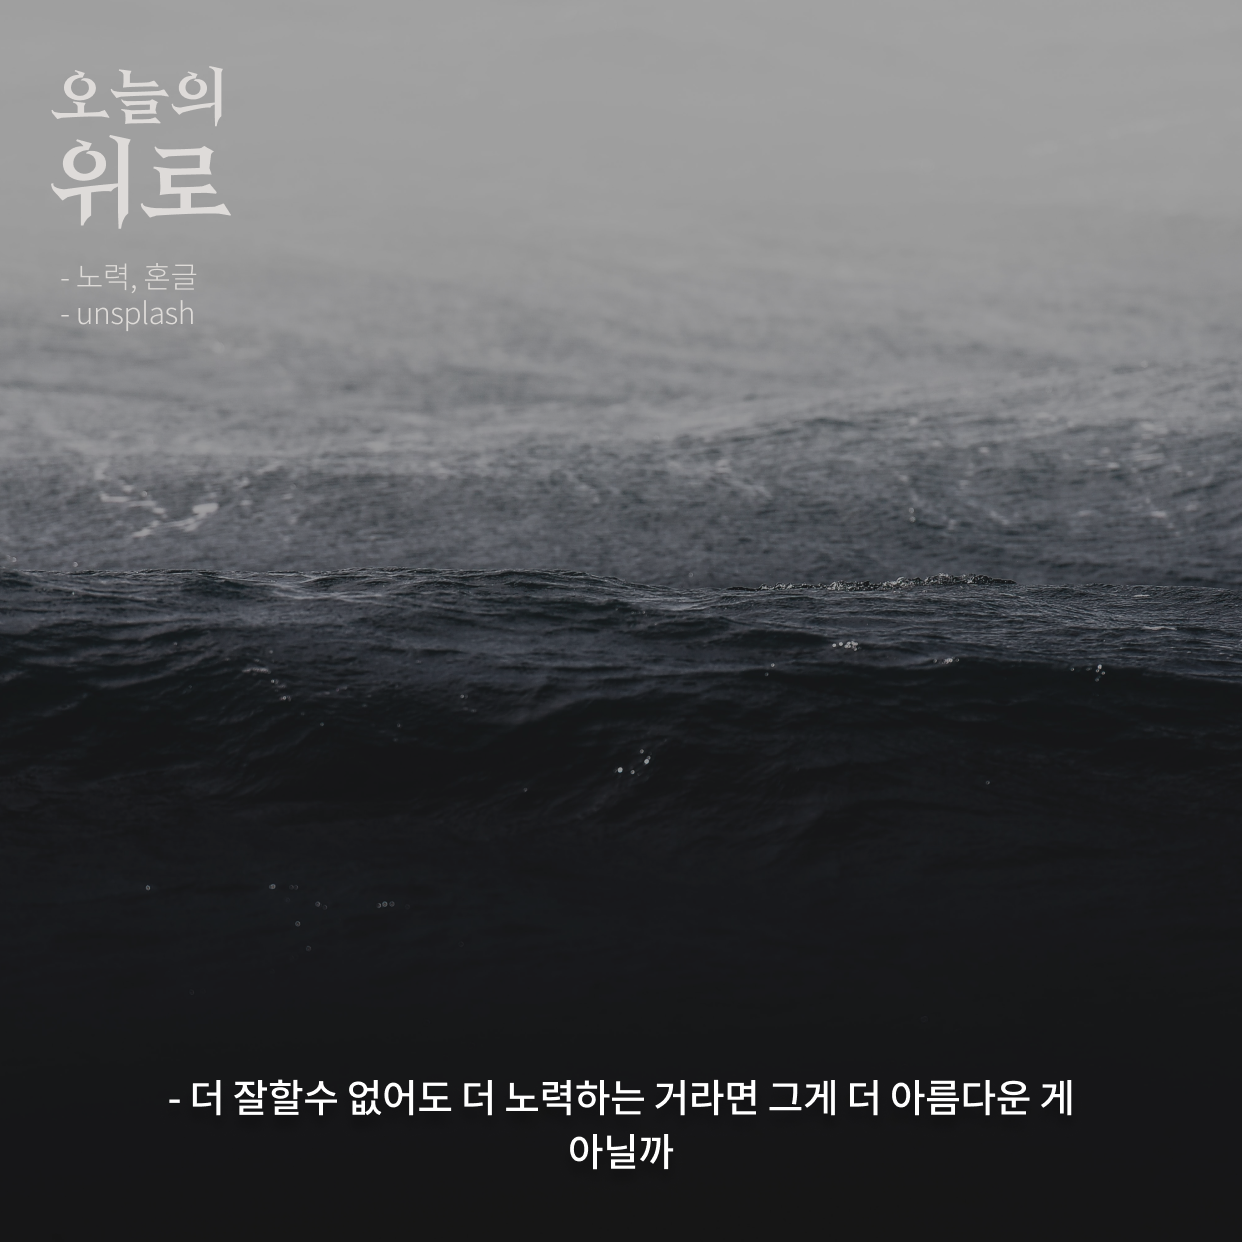 오늘의
위로
- 노력, 혼글
- unsplash
- 더 잘할수 없어도 더 노력하는 거라면 그게 더 아름다운 게
아닐까